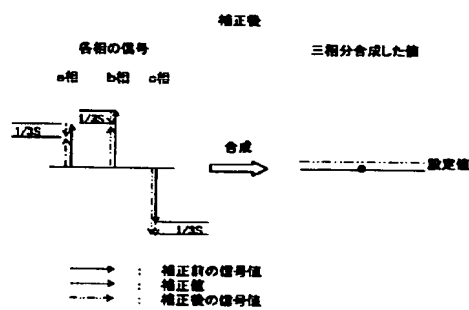 補正後
各相の信号
三相分合成した値
a相
b相
c相
1/3S
1/3S
合成
設定値
1/3S
: 補正前の信号値
: 補正値
: 補正後の信号値